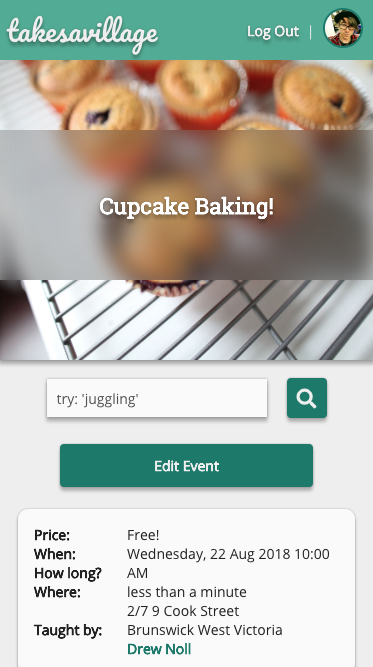 takesavillage
Log Out |
Cupcake Baking!
try: 'juggling'
Edit Event
Price: Free!
When: Wednesday, 22 Aug 2018 10:00
How long? AM
Where: less than a minute
2/7 9 Cook Street
Taught by: Brunswick West Victoria
Drew Noll